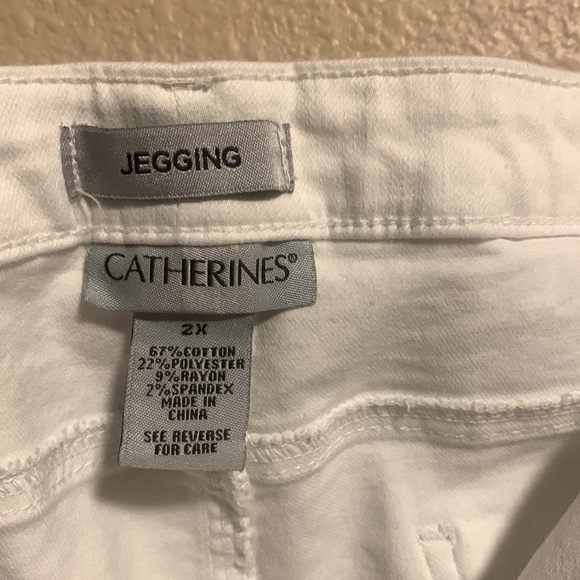 JEGGING
CATHERINES®
2X
67%COTTON
22%POLYESTER
9%RAYON
2%SPANDEX
MADE IN
CHINA
SEE REVERSE
FOR CARE